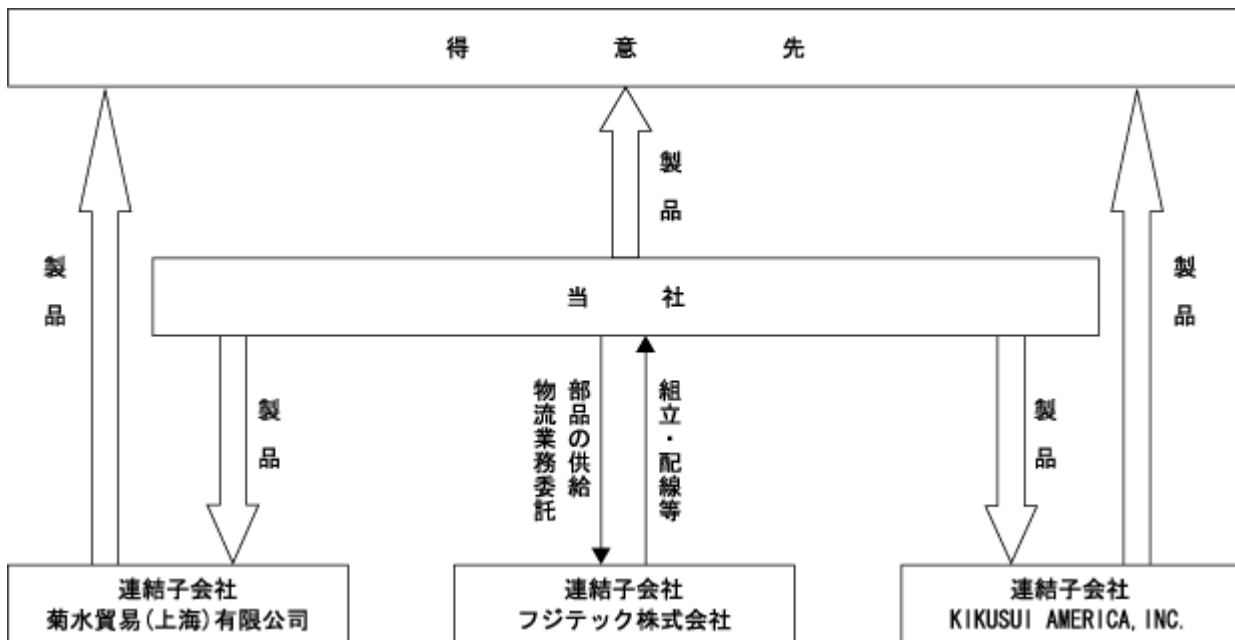 得意先
製品
製品
製品
当社
製品
部品の供給
物流業務委託
組立・配線等
製品
連結子会社
菊水貿易(上海)有限公司
連結子会社
フジテック株式会社
連結子会社
KIKUSUI AMERICA, INC.